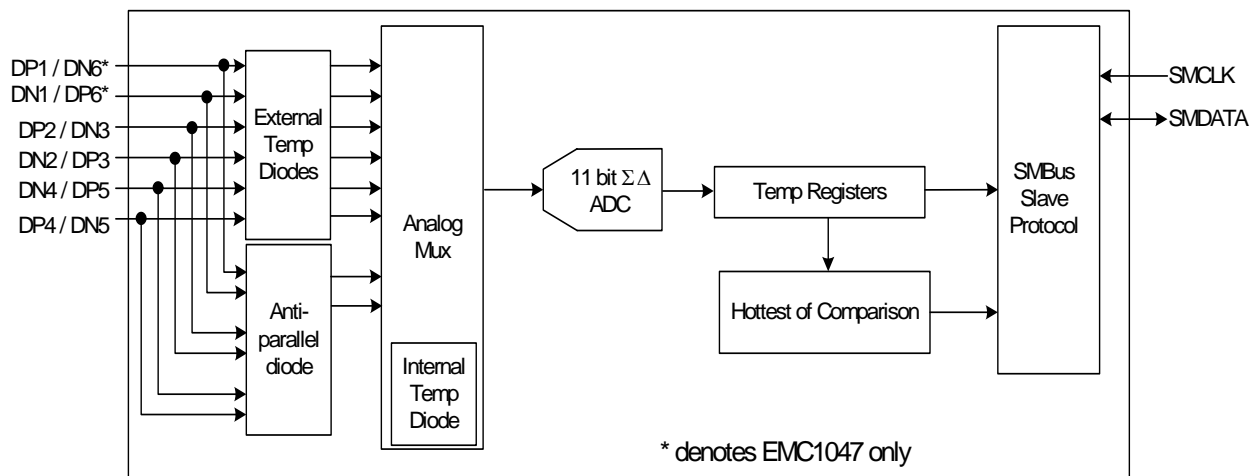 DP1 / DN6*
DN1 / DP6*
DP2 / DN3
DN2 / DP3
DN4 / DP5
DP4 / DN5
External
Temp
Diodes
Anti-
parallel
diode
Analog
Mux
Internal
Temp
Diode
11 bit ΣΔ
ADC
Temp Registers
Hottest of Comparison
SMBus
Slave
Protocol
SMCLK
SMDATA
* denotes EMC1047 only